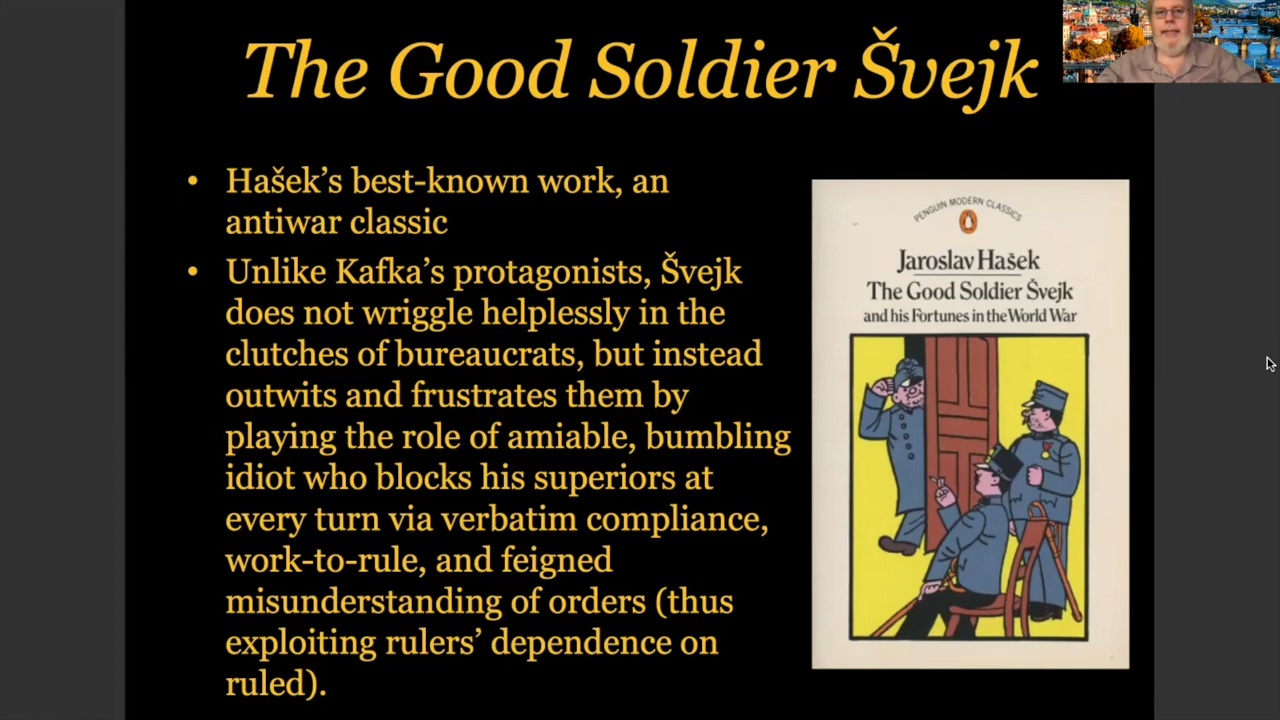 The Good Soldier Švejk
• Hašek’s best-known work, an
antiwar classic
• Unlike Kafka’s protagonists, Švejk
does not wriggle helplessly in the
clutches of bureaucrats, but instead
outwits and frustrates them by
playing the role of amiable, bumbling
idiot who blocks his superiors at
every turn via verbatim compliance,
work-to-rule, and feigned
misunderstanding of orders (thus
exploiting rulers’ dependence on
ruled).
PENGUIN MODERN CLASSICS
Jaroslav Hašek
The Good Soldier Švejk
and his Fortunes in the World War